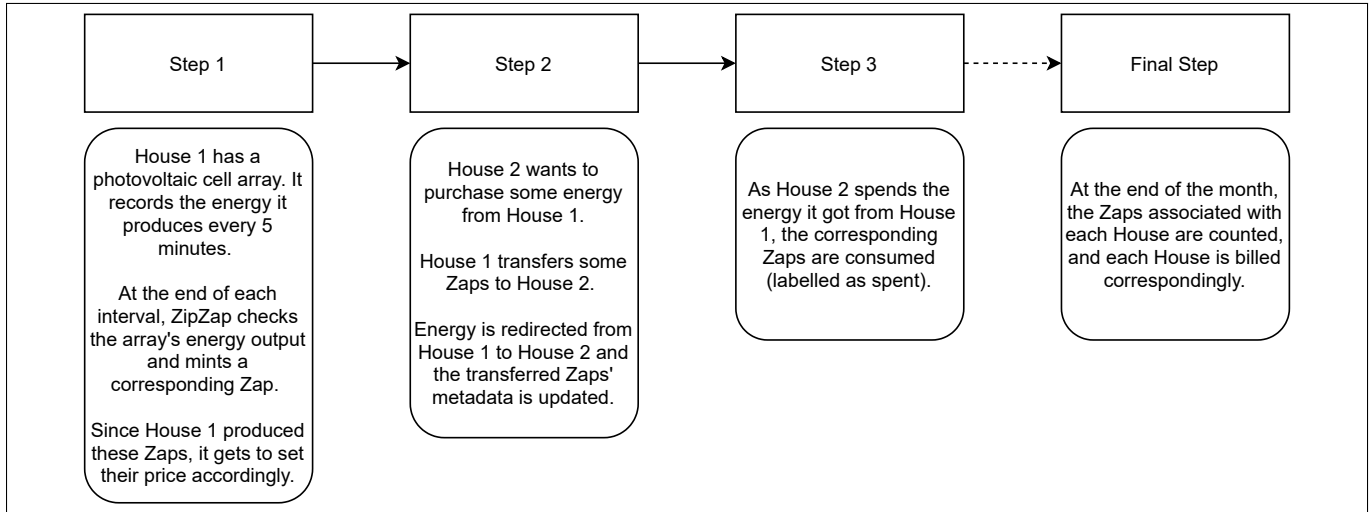 Step 1
Step 2
Step 3
Final Step
House 1 has a
photovoltaic cell array. It
records the energy it
produces every 5
minutes.
At the end of each
interval, ZipZap checks
the array's energy output
and mints a
corresponding Zap.
Since House 1 produced
these Zaps, it gets to set
their price accordingly.
House 2 wants to
purchase some energy
from House 1.
House 1 transfers some
Zaps to House 2.
Energy is redirected from
House 1 to House 2 and
the transferred Zaps'
metadata is updated.
As House 2 spends the
energy it got from House
1, the corresponding
Zaps are consumed
(labelled as spent).
At the end of the month,
the Zaps associated with
each House are counted,
and each House is billed
correspondingly.